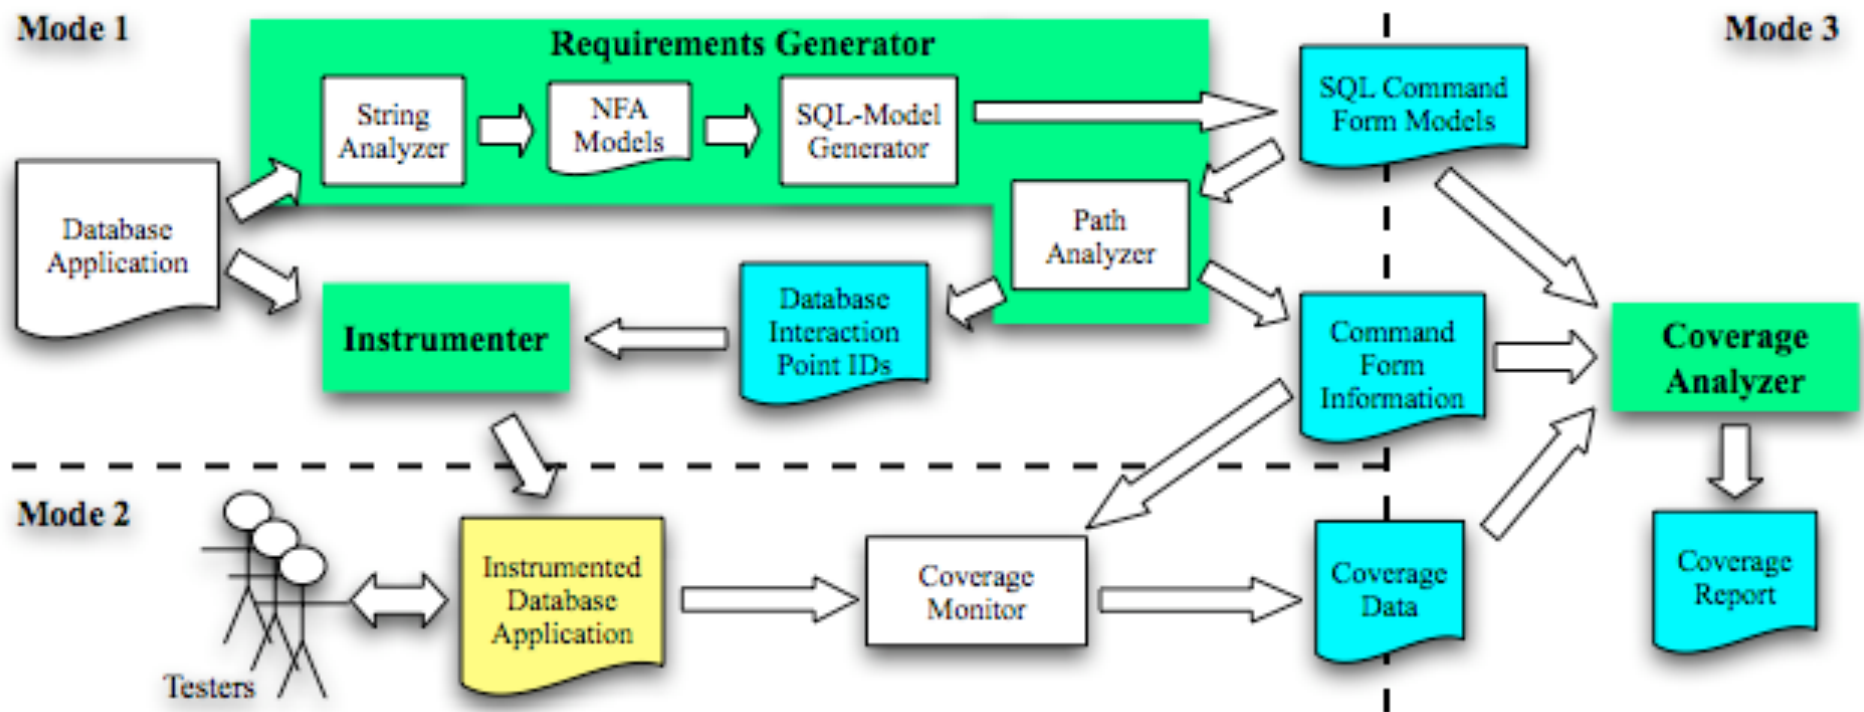 Mode 1
Requirements Generator
Mode 3
String
Analyzer
NFA
Models
SQL-Model
Generator
SQL Command
Form Models
Database
Application
Path
Analyzer
Instrumenter
Database
Interaction
Point IDs
Command
Form
Information
Coverage
Analyzer
Mode 2
Testers
Instrumented
Database
Application
Coverage
Monitor
Coverage
Data
Coverage
Report